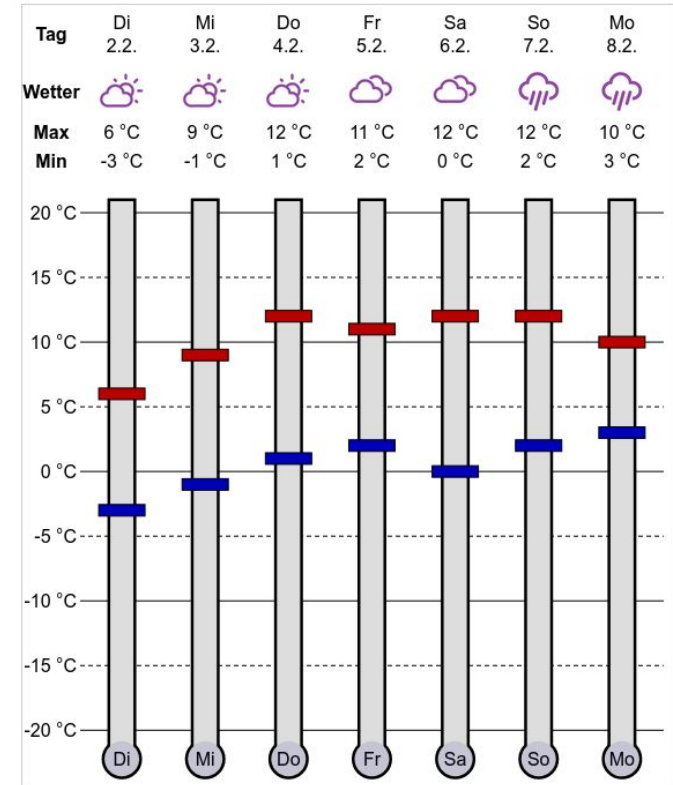 Tag Di Mi Do Fr Sa So Mo
2.2. 3.2. 4.2. 5.2. 6.2. 7.2. 8.2.
Wetter
Max 6 °C 9 °C 12 °C 11 °C 12 °C 12 °C 10 °C
Min -3 °C -1 °C 1 °C 2 °C 0 °C 2 °C 3 °C
20 °C
15 °C
10 °C
5 °C
0 °C
-5 °C
-10 °C
-15 °C
-20 °C
Di Mi Do Fr Sa So Mo